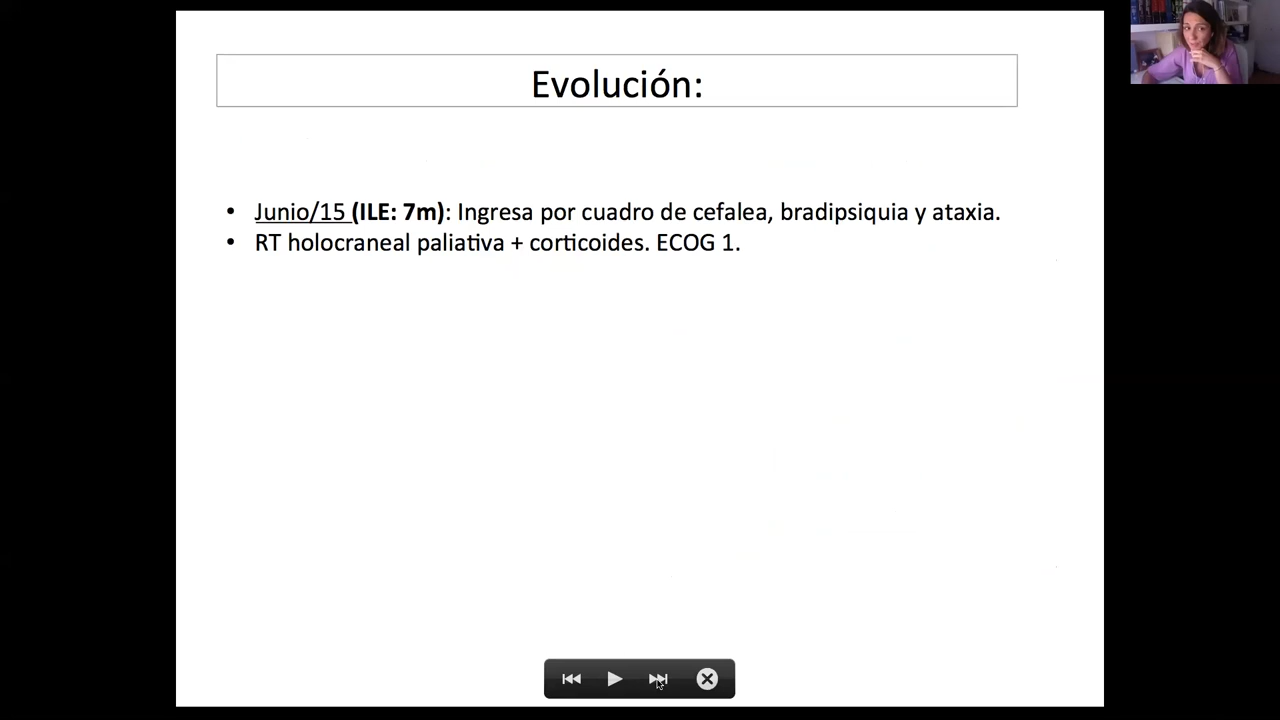 Evolución:
• Junio/15 (ILE: 7m): Ingresa por cuadro de cefalea, bradipsiquia y ataxia.
• RT holocraneal paliativa + corticoides. ECOG 1.